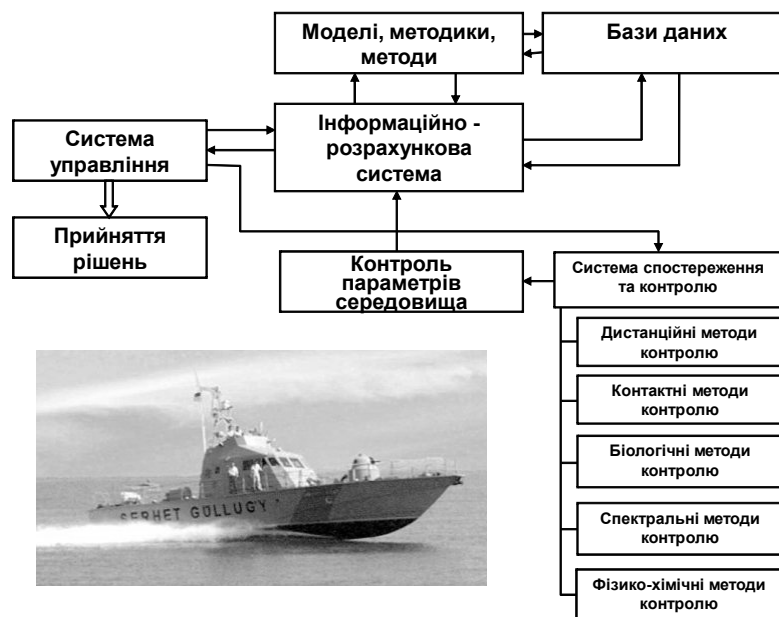 Моделі, методики,
методи
Бази даних
Система
управління
Інформаційно -
розрахункова
система
Прийняття
рішень
Контроль
параметрів
середовища
Система спостереження
та контролю
Дистанційні методи
контролю
Контактні методи
контролю
Біологічні методи
контролю
Спектральні методи
контролю
Фізико-хімічні методи
контролю
SERHET GULLUGY